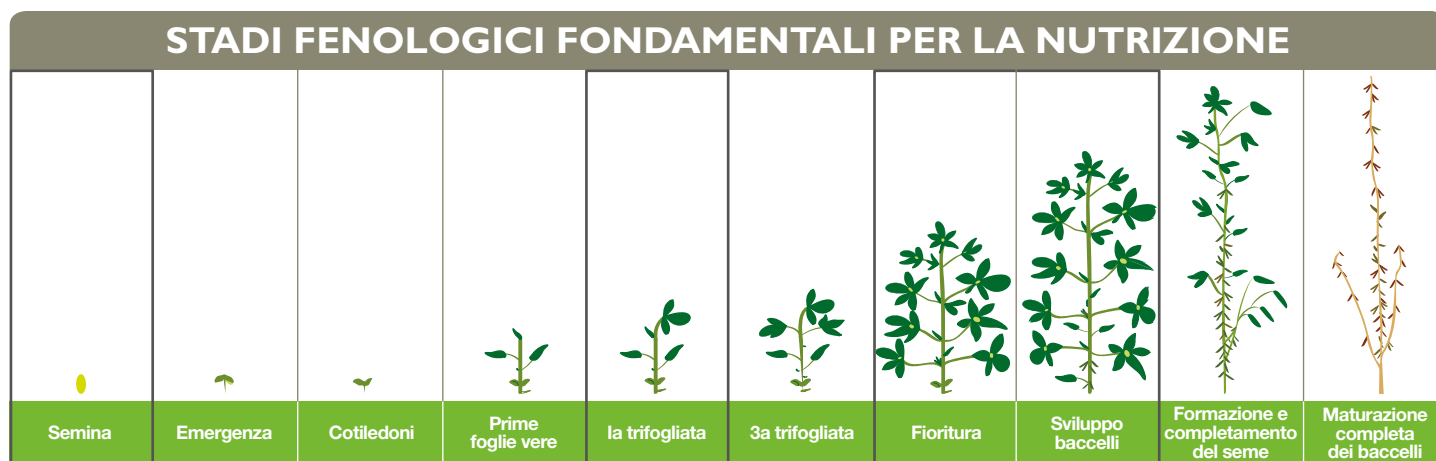 STADI FENOLOGICI FONDAMENTALI PER LA NUTRIZIONE
Semina
Emergenza
Cotiledoni
Prime
foglie vere
Ia trifogliata
3a trifogliata
Fioritura
Sviluppo
baccelli
Formazione e
completamento
del seme
Maturazione
completa
dei baccelli